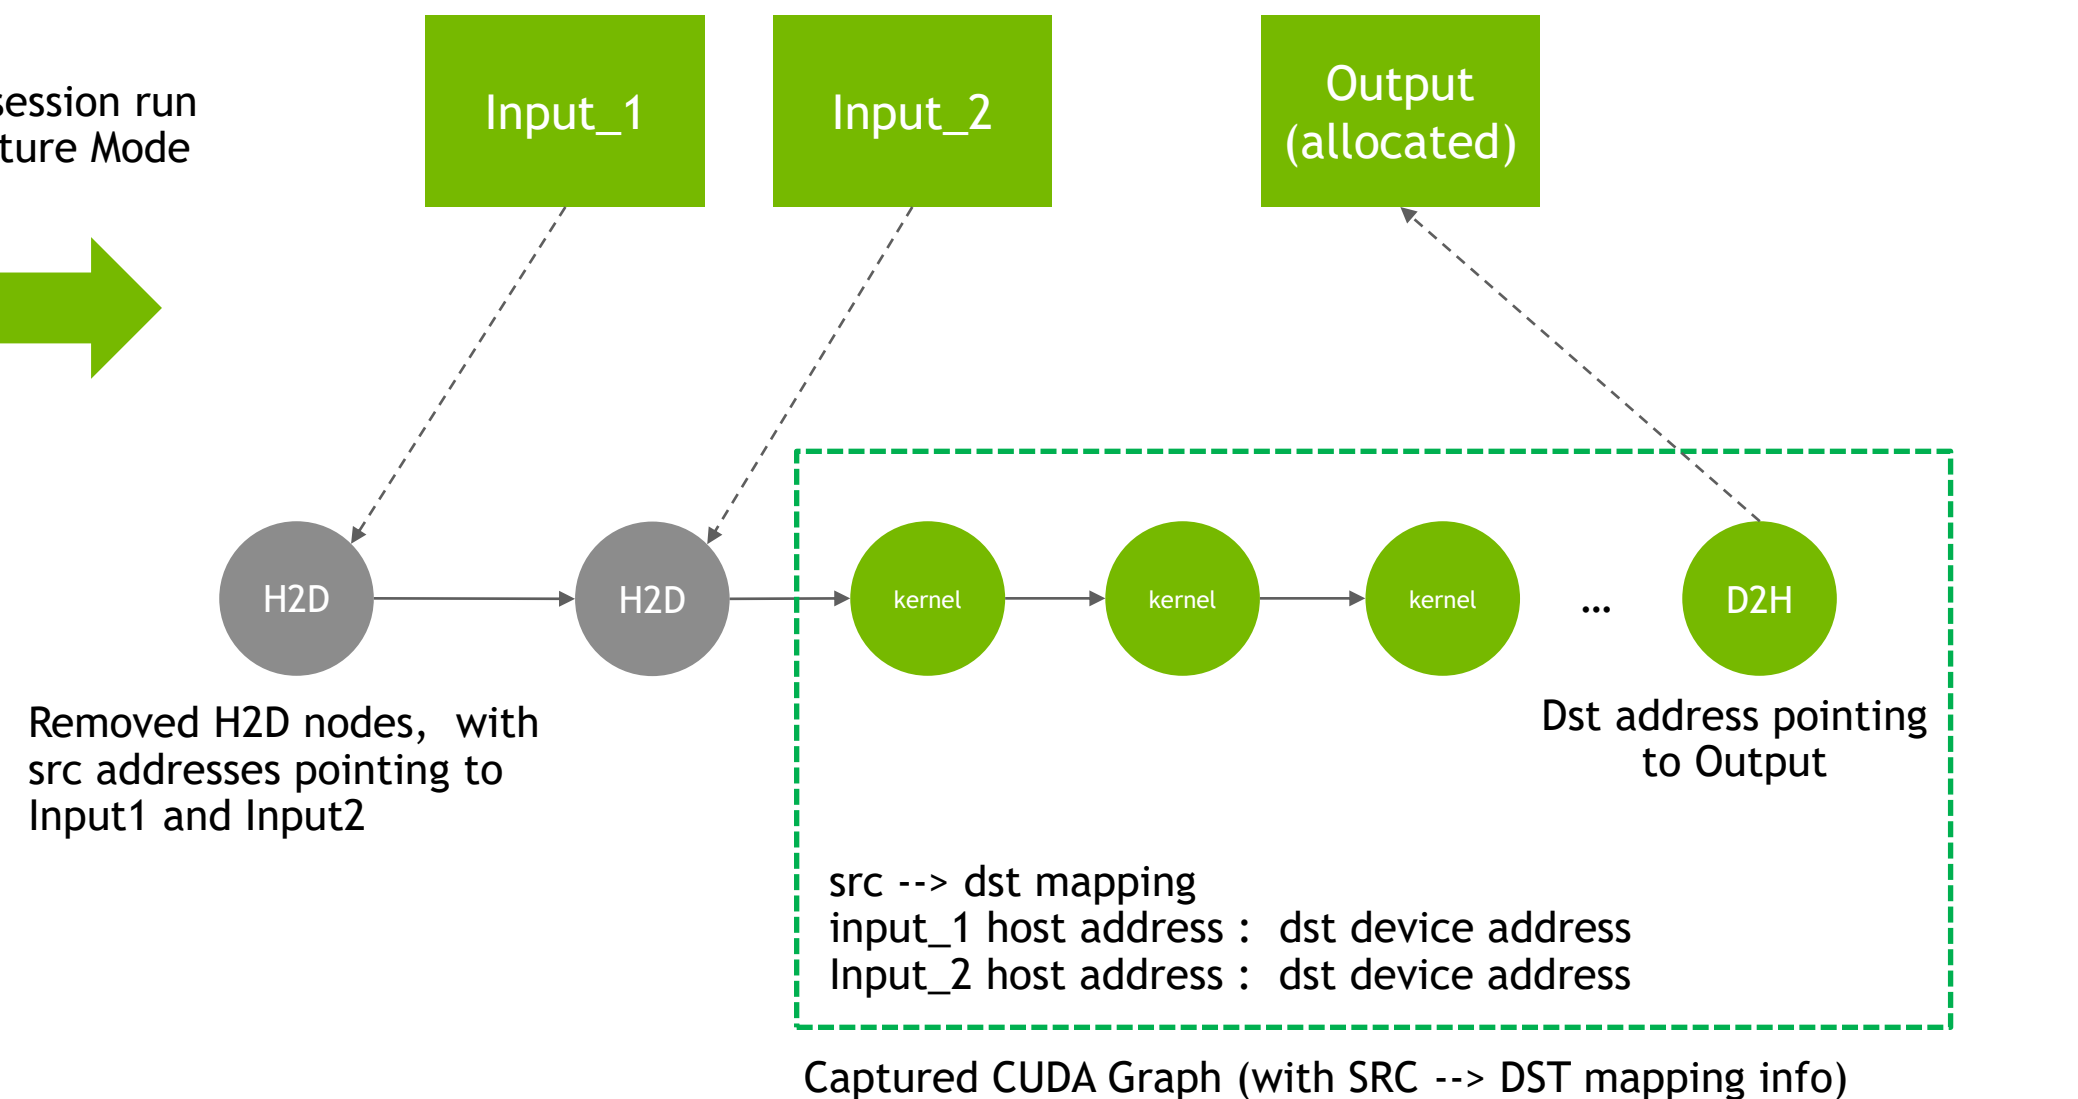 session run
ture Mode
Input_1
Input_2
Output
(allocated)
H2D
H2D
kernel
kernel
kernel
...
D2H
Removed H2D nodes,  with
src addresses pointing to
Input1 and Input2
Dst address pointing
to Output
src --> dst mapping
input_1 host address :  dst device address
Input_2 host address :  dst device address
Captured CUDA Graph (with SRC --> DST mapping info)